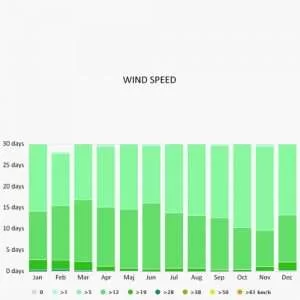 WIND SPEED
30 days
25 days
20 days
15 days
10 days
5 days
0 days
Jan Feb Mar Apr May Jun Jul Aug Sep Oct Nov Dec
0 >1 >5 >12 >19 >28 >38 >50 >61 km/h